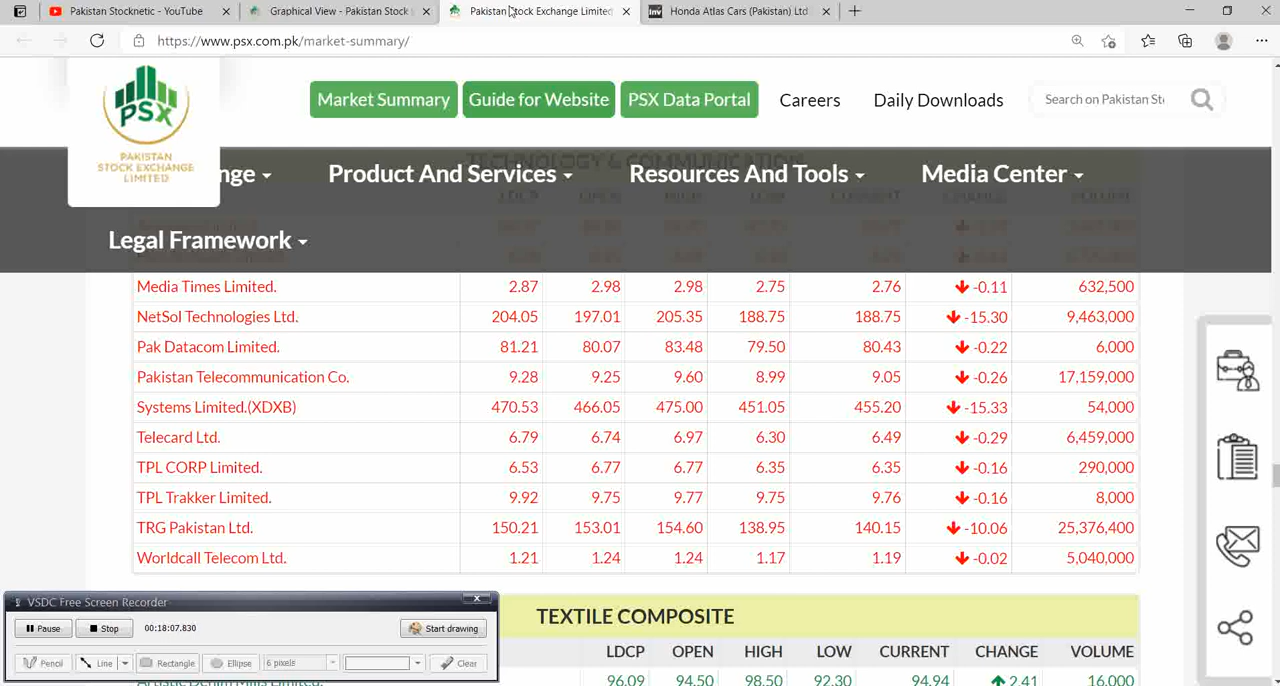 Pakistan Stocknetic - YouTube
Graphical View - Pakistan Stock
Pakistan Stock Exchange Limited
Honda Atlas Cars (Pakistan) Ltd
https://www.psx.com.pk/market-summary/
PSX
PAKISTAN
STOCK EXCHANGE
LIMITED
Market Summary
Guide for Website
PSX Data Portal
Careers
Daily Downloads
Search on Pakistan Sto
nge
Product And Services
Resources And Tools
Media Center
Legal Framework
TECHNOLOGY & COMMUNICATION
LDCP OPEN HIGH LOW CURRENT CHANGE VOLUME
Media Times Limited. 2.87 2.98 2.98 2.75 2.76 -0.11 632,500
NetSol Technologies Ltd. 204.05 197.01 205.35 188.75 188.75 -15.30 9,463,000
Pak Datacom Limited. 81.21 80.07 83.48 79.50 80.43 -0.22 6,000
Pakistan Telecommunication Co. 9.28 9.25 9.60 8.99 9.05 -0.26 17,159,000
Systems Limited.(XDXB) 470.53 466.05 475.00 451.05 455.20 -15.33 54,000
Telecard Ltd. 6.79 6.74 6.97 6.30 6.49 -0.29 6,459,000
TPL CORP Limited. 6.53 6.77 6.77 6.35 6.35 -0.16 290,000
TPL Trakker Limited. 9.92 9.75 9.77 9.75 9.76 -0.16 8,000
TRG Pakistan Ltd. 150.21 153.01 154.60 138.95 140.15 -10.06 25,376,400
Worldcall Telecom Ltd. 1.21 1.24 1.24 1.17 1.19 -0.02 5,040,000
TEXTILE COMPOSITE
LDCP OPEN HIGH LOW CURRENT CHANGE VOLUME
Artistic Denim Mills Limited. 96.09 94.50 98.50 92.30 94.94 2.41 16,000
VSDC Free Screen Recorder
Pause Stop 00:18:07.830 Start drawing
Pencil Line Rectangle Ellipse 6 pixels Clear